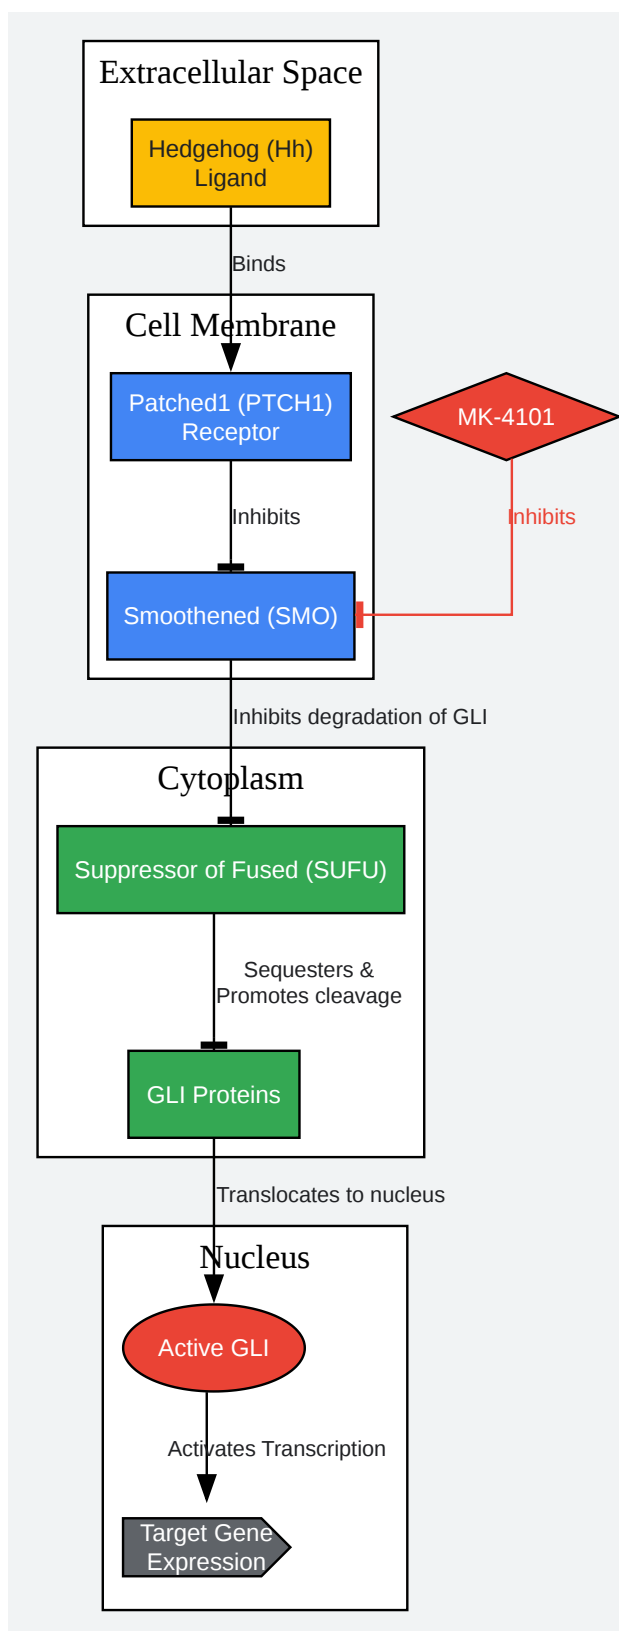 Extracellular Space
Hedgehog (Hh)
Ligand
Binds
Cell Membrane
Patched1 (PTCH1)
Receptor
MK-4101
Inhibits
Inhibits
Smoothened (SMO)
Inhibits degradation of GLI
Cytoplasm
Suppressor of Fused (SUFU)
Sequesters &
Promotes cleavage
GLI Proteins
Translocates to nucleus
Nucleus
Active GLI
Activates Transcription
Target Gene
Expression